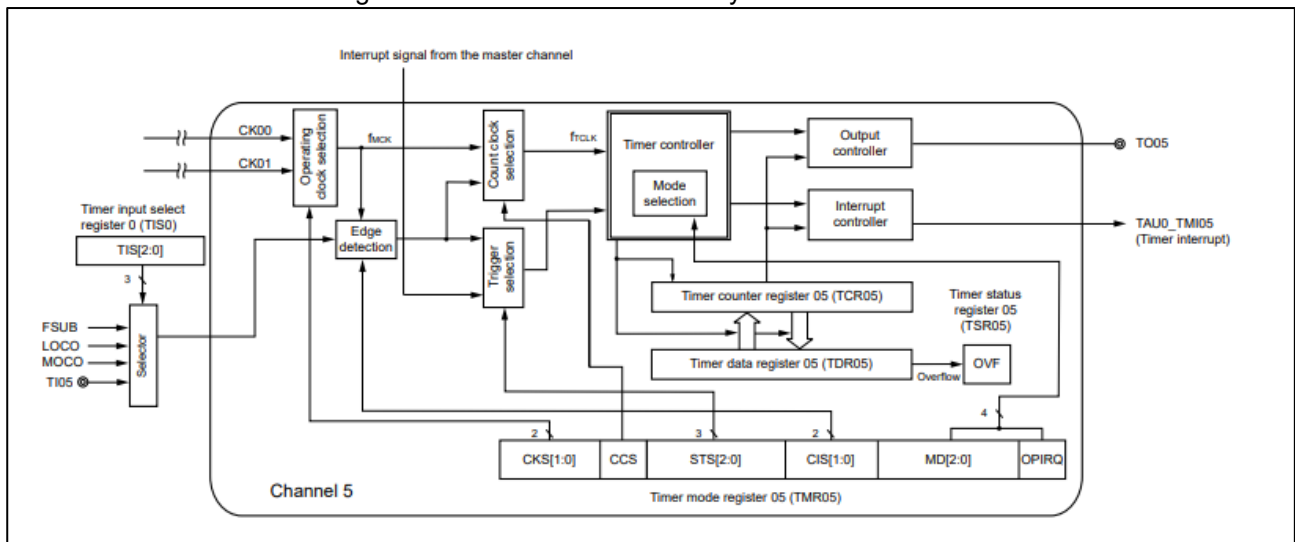 Interrupt signal from the master channel
CK00
CK01
Operating
clock selection
fMCK
Count clock
selection
fTCLK
Timer controller
Mode
selection
Output
controller
TO05
Interrupt
controller
TAU0_TMI05
(Timer interrupt)
Timer input select
register 0 (TIS0)
TIS[2:0]
3
Edge
detection
Trigger
selection
FSUB
LOCO
MOCO
TI05
Selector
Timer counter register 05 (TCR05)
Timer status
register 05
(TSR05)
Timer data register 05 (TDR05)
Overflow
OVF
4
2
3
2
CKS[1:0]
CCS
STS[2:0]
CIS[1:0]
MD[2:0]
OPIRQ
Channel 5
Timer mode register 05 (TMR05)